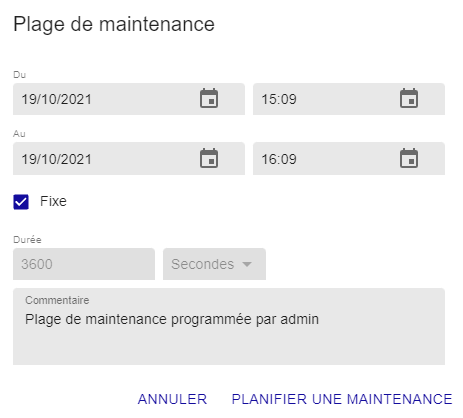 Plage de maintenance
Du
19/10/2021 15:09
Au
19/10/2021 16:09
Fixe
Durée
3600 Secondes
Commentaire
Plage de maintenance programmée par admin
ANNULER PLANIFIER UNE MAINTENANCE